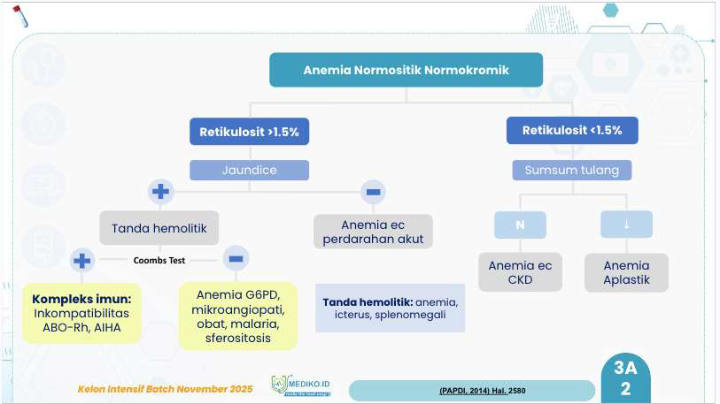 Anemia Normositik Normokromik
Retikulosit >1.5%
Retikulosit <1.5%
Jaundice
Sumsum tulang
+
-
Tanda hemolitik
Anemia ec
perdarahan akut
N
↓
+
Coombs Test
-
Anemia ec
CKD
Anemia
Aplastik
Kompleks imun:
Inkompatibilitas
ABO-Rh, AIHA
Anemia G6PD,
mikroangiopati,
obat, malaria,
sferositosis
Tanda hemolitik: anemia,
icterus, splenomegali
3A
2
Kelon Intensif Batch November 2025
MEDIKO.ID
(PAPDI, 2014) Hal. 2580